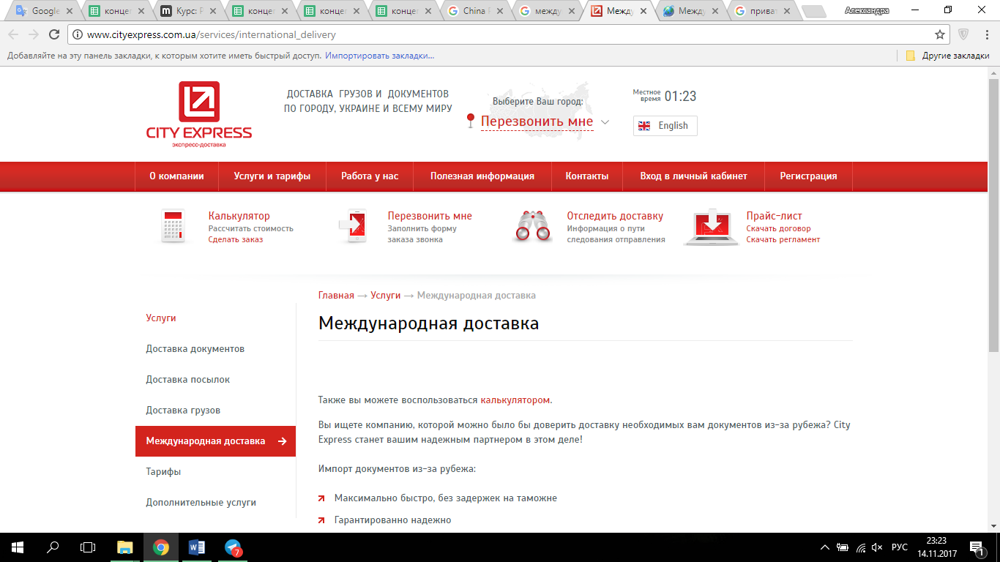 Google
концеп
Курс: P
концеп
концеп
концеп
China P
между
Между
Между
приват
Александра
www.cityexpress.com.ua/services/international_delivery
Добавляйте на эту панель закладки, к которым хотите иметь быстрый доступ. Импортировать закладки...
Другие закладки
CITY EXPRESS
экспресс-доставка
ДОСТАВКА ГРУЗОВ И ДОКУМЕНТОВ
ПО ГОРОДУ, УКРАИНЕ И ВСЕМУ МИРУ
Выберите Ваш город:
Перезвонить мне
Местное
время 01:23
English
О компании
Услуги и тарифы
Работа у нас
Полезная информация
Контакты
Вход в личный кабинет
Регистрация
Калькулятор
Рассчитать стоимость
Сделать заказ
Перезвонить мне
Заполнить форму
заказа звонка
Отследить доставку
Информация о пути
следования отправления
Прайс-лист
Скачать договор
Скачать регламент
Главная → Услуги → Международная доставка
Услуги
Доставка документов
Доставка посылок
Доставка грузов
Международная доставка
Тарифы
Дополнительные услуги
Международная доставка
Также вы можете воспользоваться калькулятором.
Вы ищете компанию, которой можно было бы доверить доставку необходимых вам документов из-за рубежа? City
Express станет вашим надежным партнером в этом деле!
Импорт документов из-за рубежа:
Максимально быстро, без задержек на таможне
Гарантированно надежно
7
РУС
23:23
14.11.2017
1